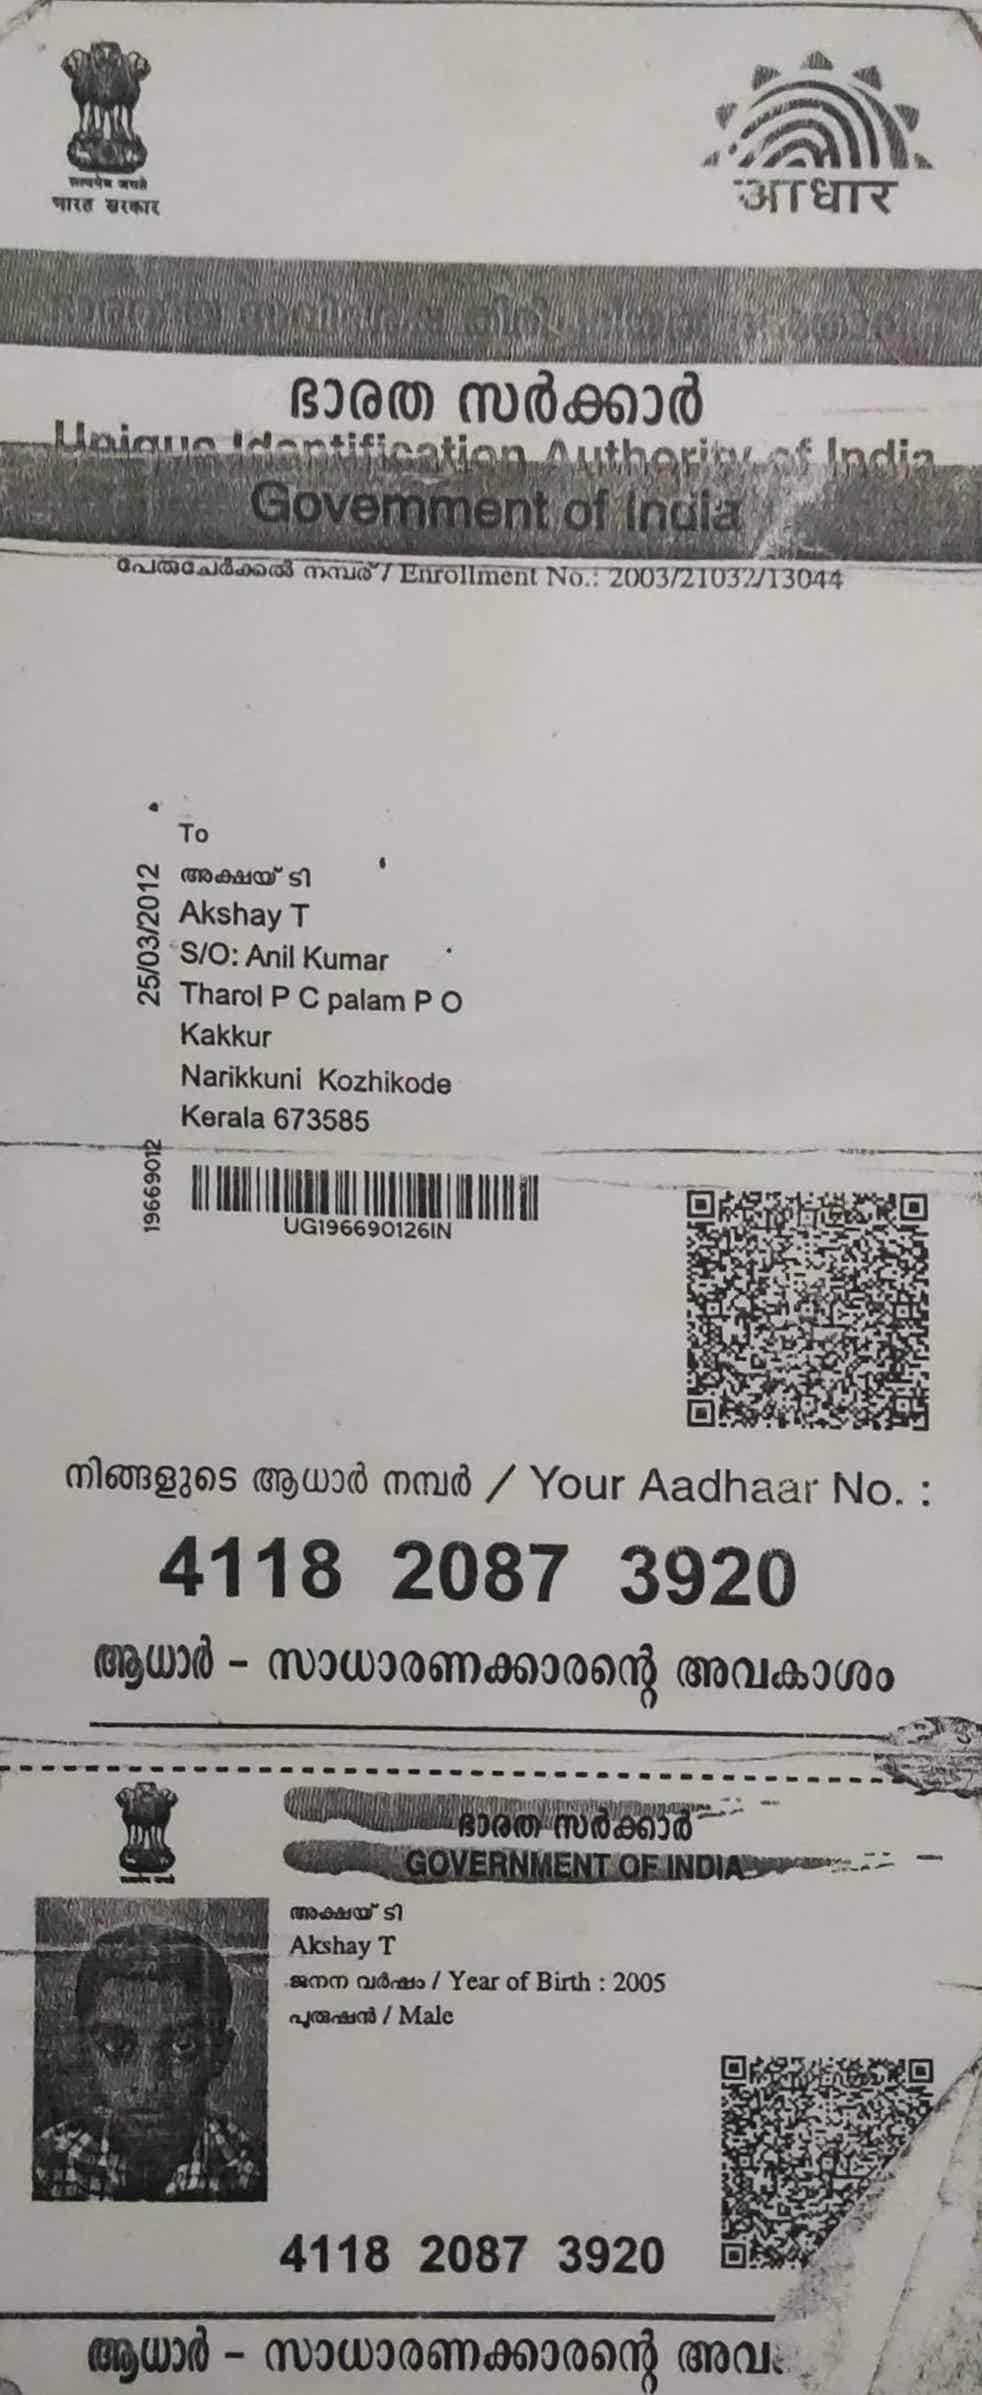 सत्यमेव जयते
भारत सरकार
आधार
ഭാരത സർക്കാർ
Unique Identification Authority of India
Government of India
പേരുചേർക്കൽ നമ്പര് / Enrollment No.: 2003/21032/13044
To
അക്ഷയ് ടി
Akshay T
S/O: Anil Kumar
Tharol P C palam P O
Kakkur
Narikkuni Kozhikode
Kerala 673585
25/03/2012
19669012
UG196690126IN
നിങ്ങളുടെ ആധാർ നമ്പർ / Your Aadhaar No. :
4118 2087 3920
ആധാർ – സാധാരണക്കാരന്റെ അവകാശം
ഭാരത സർക്കാർ
GOVERNMENT OF INDIA
അക്ഷയ് ടി
Akshay T
ജനന വർഷം / Year of Birth : 2005
പുരുഷൻ / Male
4118 2087 3920
ആധാർ – സാധാരണക്കാരന്റെ